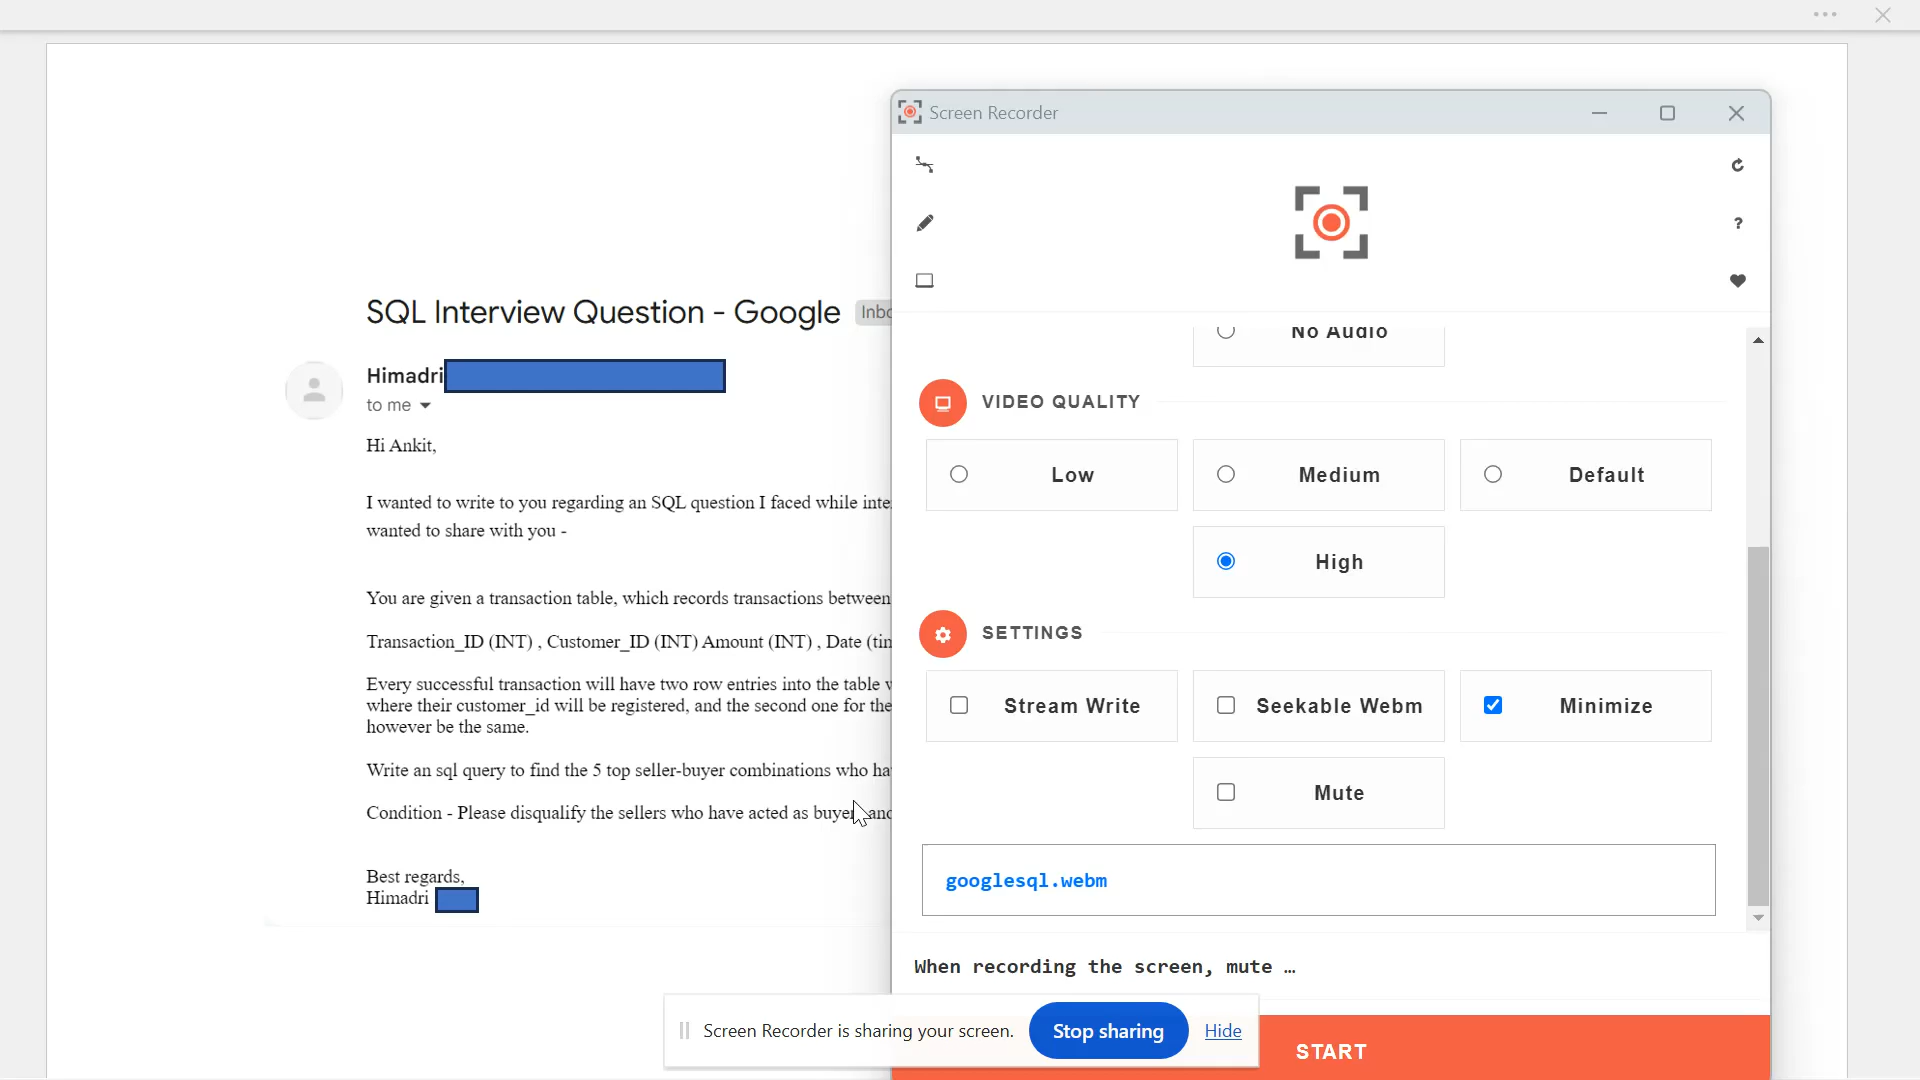 Screen Recorder
?
SQL Interview Question - Google
Himadri
to me
Hi Ankit,
I wanted to write to you regarding an SQL question I faced while
wanted to share with you -
You are given a transaction table, which records transactions between
Transaction_ID (INT) , Customer_ID (INT) Amount (INT) , Date
Every successful transaction will have two row entries into the table
where their customer_id will be registered, and the second one for the
however be the same.
Write an sql query to find the 5 top seller-buyer combinations who
Condition - Please disqualify the sellers who have acted as
Best regards,
Himadri
No Audio
VIDEO QUALITY
Low
Medium
Default
High
SETTINGS
Stream Write
Seekable Webm
Minimize
Mute
googlesql.webm
When recording the screen, mute …
Screen Recorder is sharing your screen.
Stop sharing
Hide
START